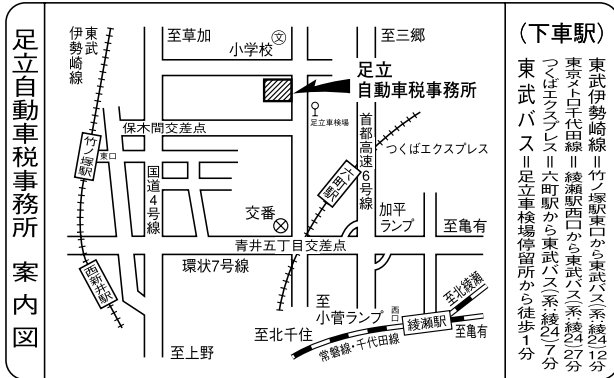 足立自動車税事務所 案内図
東武
伊勢崎線
至草加
小学校
文
至三郷
足立
自動車税事務所
足立車検場
保木間交差点
竹ノ塚駅
東口
国道4号線
首都高速6号線
つくばエクスプレス
六町駅
交番
加平
ランプ
至亀有
青井五丁目交差点
環状7号線
西新井駅
至
小菅ランプ
西口
綾瀬駅
至北綾瀬
至亀有
至北千住
常磐線・千代田線
至上野
(下車駅)
東武伊勢崎線=竹ノ塚駅東口から東武バス(系:綾24)12分
東京メトロ千代田線=綾瀬駅西口から東武バス(系:綾24)27分
つくばエクスプレス=六町駅から東武バス(系:綾24)7分
東武バス=足立車検場停留所から徒歩1分